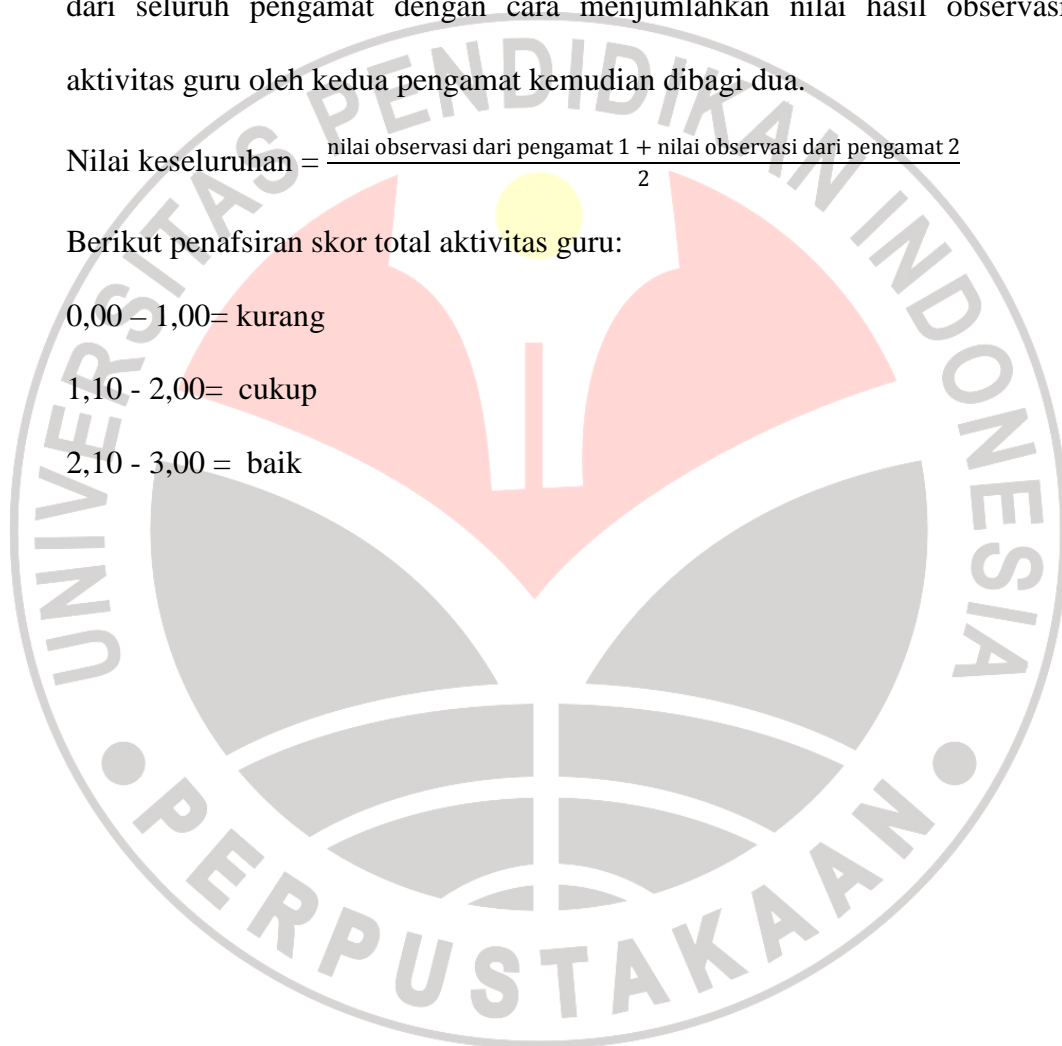 dari seluruh pengamat dengan cara menjumlahkan nilai hasil observasi
aktivitas guru oleh kedua pengamat kemudian dibagi dua.
Nilai keseluruhan = nilai observasi dari pengamat 1 + nilai observasi dari pengamat 2
2
Berikut penafsiran skor total aktivitas guru:
0,00 – 1,00= kurang
1,10 - 2,00= cukup
2,10 - 3,00 = baik
UNIVERSITAS PENDIDIKAN INDONESIA
PERPUSTAKAAN